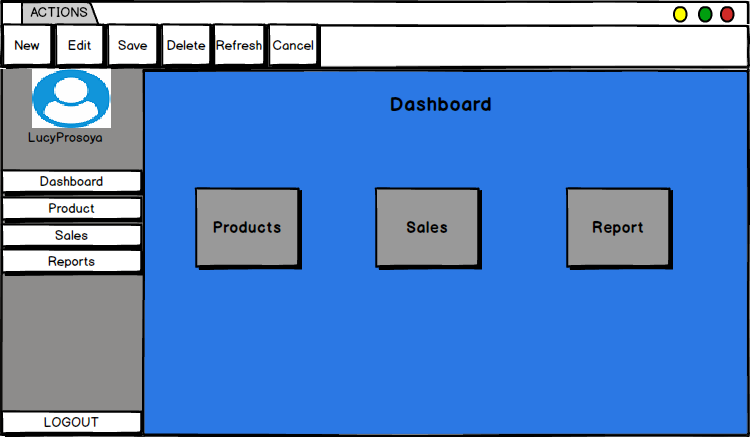 ACTIONS
New Edit Save Delete Refresh Cancel
LucyProsoya
Dashboard
Product
Sales
Reports
LOGOUT
Dashboard
Products Sales Report